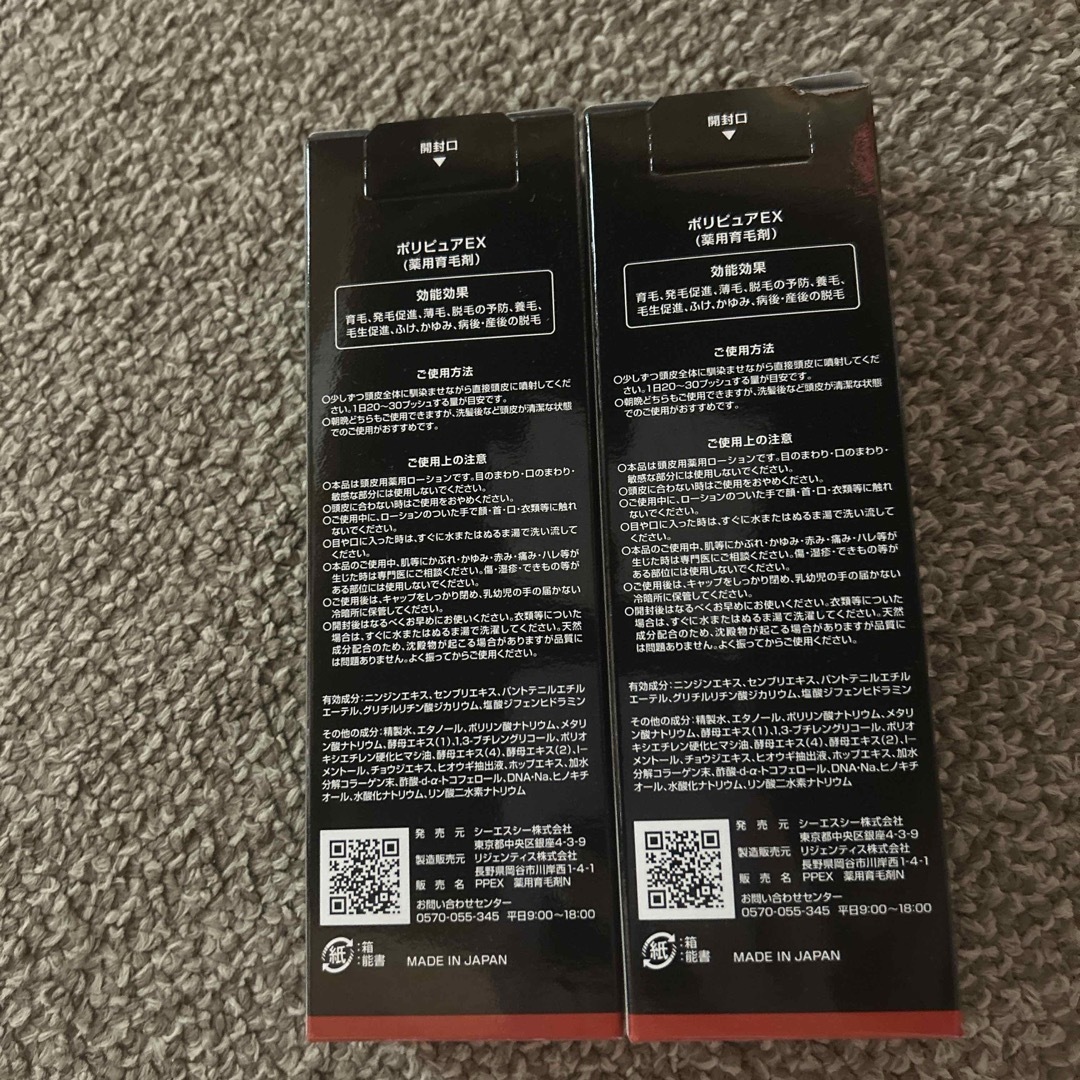 開封口
ポリピュアEX
(薬用育毛剤)
効能効果
育毛、発毛促進、薄毛、脱毛の予防、養毛、
毛生促進、ふけ、かゆみ、病後・産後の脱毛
ご使用方法
○少しずつ頭皮全体に馴染ませながら直接頭皮に噴射してくだ
さい。1日20〜30プッシュする量が目安です。
○朝晩どちらもご使用できますが、洗髪後など頭皮が清潔な状態
でのご使用がおすすめです。
ご使用上の注意
○本品は頭皮用薬用ローションです。目のまわり・口のまわり・
敏感な部分には使用しないでください。
○頭皮に合わない時はご使用をおやめください。
○ご使用中に、ローションのついた手で顔・首・口・衣類等に触れ
ないでください。
○目や口に入った時は、すぐに水またはぬるま湯で洗い流して
ください。
○本品のご使用中、肌等にかぶれ・かゆみ・赤み・痛み・ハレ等が
生じた時は専門医にご相談ください。傷・湿疹・できもの等が
ある部位には使用しないでください。
○ご使用後は、キャップをしっかり閉め、乳幼児の手の届かない
冷暗所に保管してください。
○開封後はなるべくお早めにお使いください。衣類等についた
場合は、すぐに水またはぬるま湯で洗濯してください。天然
成分配合のため、沈殿物が起こる場合がありますが品質に
は問題ありません。よく振ってからご使用ください。
有効成分:ニンジンエキス、センブリエキス、パントテニルエチル
エーテル、グリチルリチン酸ジカリウム、塩酸ジフェンヒドラミン
その他の成分:精製水、エタノール、ポリリン酸ナトリウム、メタリ
ン酸ナトリウム、酵母エキス(1)、1,3-ブチレングリコール、ポリオ
キシエチレン硬化ヒマシ油、酵母エキス(4)、酵母エキス(2)、l-
メントール、チョウジエキス、ヒオウギ抽出液、ホップエキス、加水
分解コラーゲン末、酢酸-d-α-トコフェロール、DNA-Na、ヒノキチ
オール、水酸化ナトリウム、リン酸二水素ナトリウム
発売元 シーエスシー株式会社
東京都中央区銀座4-3-9
製造販売元 リジェンティス株式会社
長野県岡谷市川岸西1-4-1
販売名 PPEX 薬用育毛剤N
お問い合わせセンター
0570-055-345 平日9:00〜18:00
紙 :箱
:能書
MADE IN JAPAN
開封口
ポリピュアEX
(薬用育毛剤)
効能効果
育毛、発毛促進、薄毛、脱毛の予防、養毛、
毛生促進、ふけ、かゆみ、病後・産後の脱毛
ご使用方法
○少しずつ頭皮全体に馴染ませながら直接頭皮に噴射してくだ
さい。1日20〜30プッシュする量が目安です。
○朝晩どちらもご使用できますが、洗髪後など頭皮が清潔な状態
でのご使用がおすすめです。
ご使用上の注意
○本品は頭皮用薬用ローションです。目のまわり・口のまわり・
敏感な部分には使用しないでください。
○頭皮に合わない時はご使用をおやめください。
○ご使用中に、ローションのついた手で顔・首・口・衣類等に触れ
ないでください。
○目や口に入った時は、すぐに水またはぬるま湯で洗い流して
ください。
○本品のご使用中、肌等にかぶれ・かゆみ・赤み・痛み・ハレ等が
生じた時は専門医にご相談ください。傷・湿疹・できもの等が
ある部位には使用しないでください。
○ご使用後は、キャップをしっかり閉め、乳幼児の手の届かない
冷暗所に保管してください。
○開封後はなるべくお早めにお使いください。衣類等についた
場合は、すぐに水またはぬるま湯で洗濯してください。天然
成分配合のため、沈殿物が起こる場合がありますが品質に
は問題ありません。よく振ってからご使用ください。
有効成分:ニンジンエキス、センブリエキス、パントテニルエチル
エーテル、グリチルリチン酸ジカリウム、塩酸ジフェンヒドラミン
その他の成分:精製水、エタノール、ポリリン酸ナトリウム、メタリ
ン酸ナトリウム、酵母エキス(1)、1,3-ブチレングリコール、ポリオ
キシエチレン硬化ヒマシ油、酵母エキス(4)、酵母エキス(2)、l-
メントール、チョウジエキス、ヒオウギ抽出液、ホップエキス、加水
分解コラーゲン末、酢酸-d-α-トコフェロール、DNA-Na、ヒノキチ
オール、水酸化ナトリウム、リン酸二水素ナトリウム
発売元 シーエスシー株式会社
東京都中央区銀座4-3-9
製造販売元 リジェンティス株式会社
長野県岡谷市川岸西1-4-1
販売名 PPEX 薬用育毛剤N
お問い合わせセンター
0570-055-345 平日9:00〜18:00
紙 :箱
:能書
MADE IN JAPAN